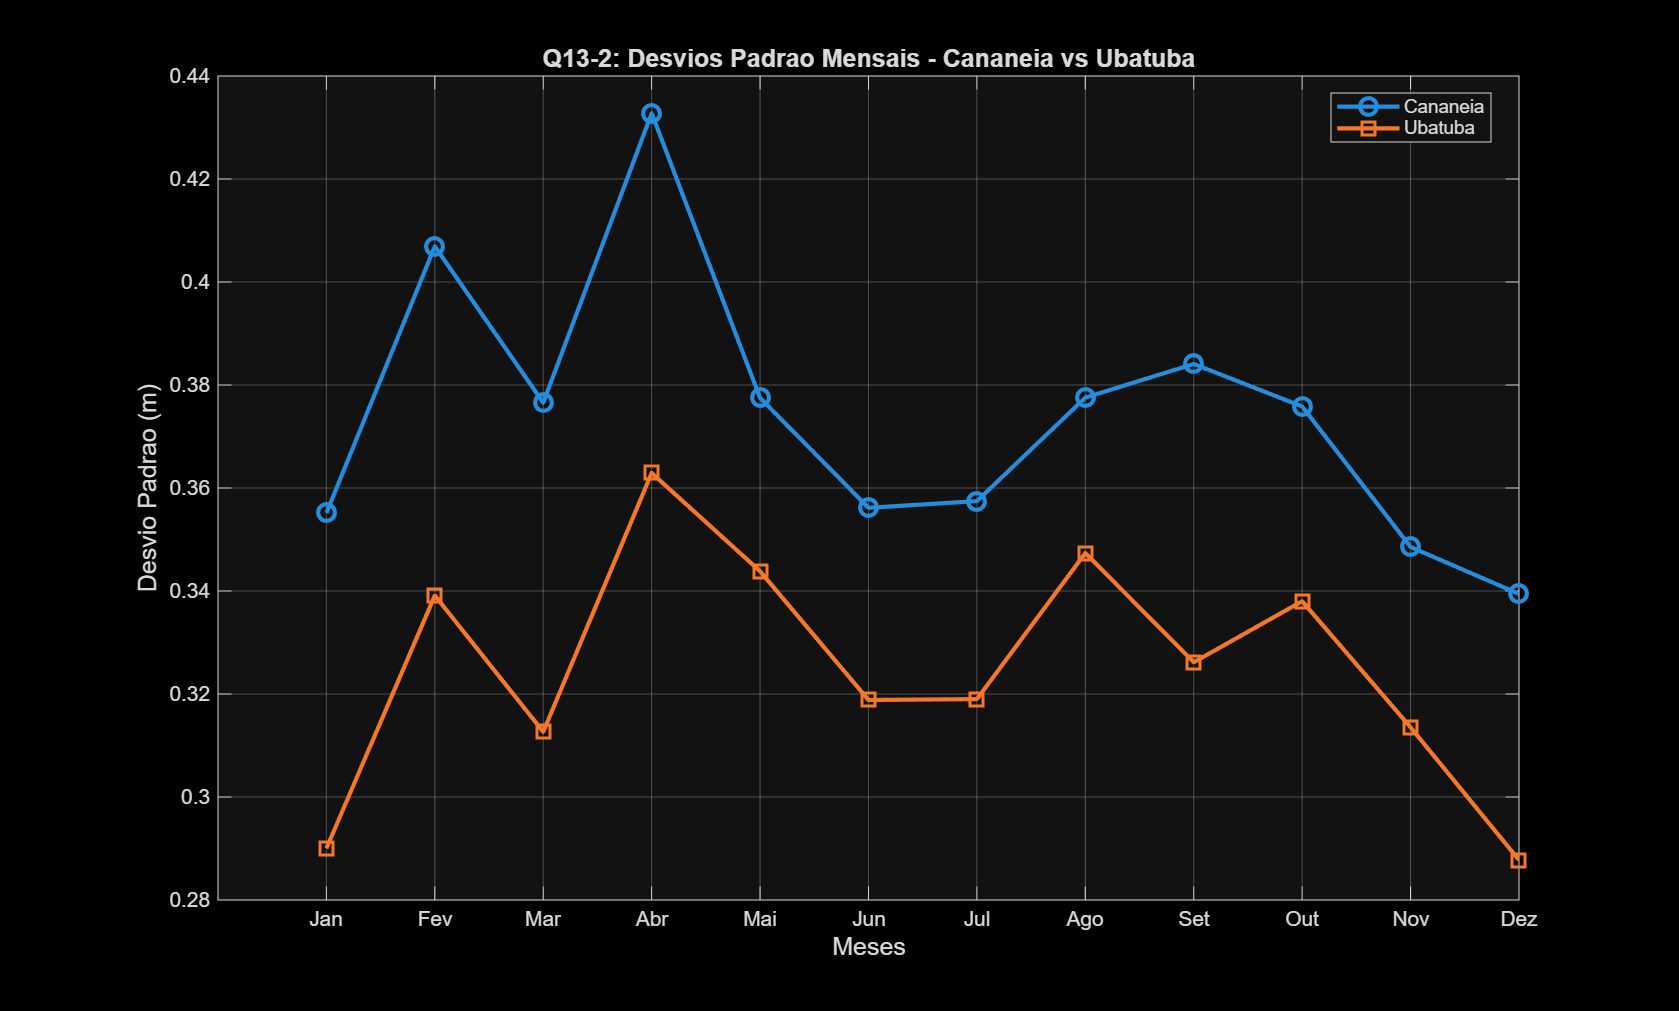 Q13-2: Desvios Padrao Mensais - Cananeia vs Ubatuba
Cananeia
Ubatuba
Desvio Padrao (m)
0.44
0.42
0.4
0.38
0.36
0.34
0.32
0.3
0.28
Jan Fev Mar Abr Mai Jun Jul Ago Set Out Nov Dez
Meses